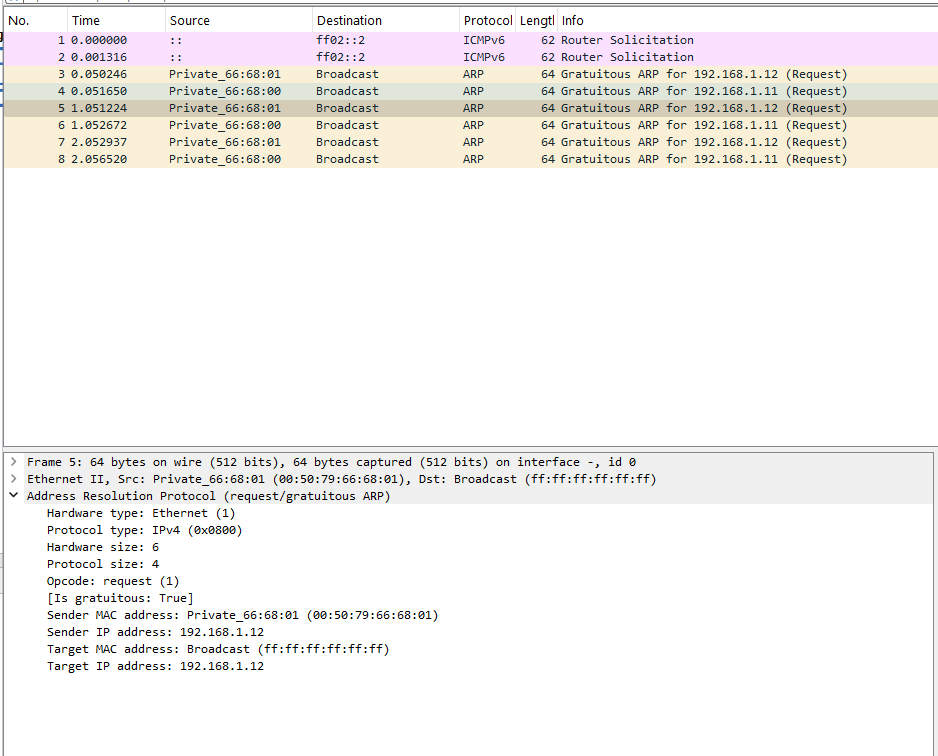 No. Time Source Destination Protocol Lengtl Info
1 0.000000 :: ff02::2 ICMPv6 62 Router Solicitation
2 0.001316 :: ff02::2 ICMPv6 62 Router Solicitation
3 0.050246 Private_66:68:01 Broadcast ARP 64 Gratuitous ARP for 192.168.1.12 (Request)
4 0.051650 Private_66:68:00 Broadcast ARP 64 Gratuitous ARP for 192.168.1.11 (Request)
5 1.051224 Private_66:68:01 Broadcast ARP 64 Gratuitous ARP for 192.168.1.12 (Request)
6 1.052672 Private_66:68:00 Broadcast ARP 64 Gratuitous ARP for 192.168.1.11 (Request)
7 2.052937 Private_66:68:01 Broadcast ARP 64 Gratuitous ARP for 192.168.1.12 (Request)
8 2.056520 Private_66:68:00 Broadcast ARP 64 Gratuitous ARP for 192.168.1.11 (Request)
Frame 5: 64 bytes on wire (512 bits), 64 bytes captured (512 bits) on interface -, id 0
Ethernet II, Src: Private_66:68:01 (00:50:79:66:68:01), Dst: Broadcast (ff:ff:ff:ff:ff:ff)
Address Resolution Protocol (request/gratuitous ARP)
Hardware type: Ethernet (1)
Protocol type: IPv4 (0x0800)
Hardware size: 6
Protocol size: 4
Opcode: request (1)
[Is gratuitous: True]
Sender MAC address: Private_66:68:01 (00:50:79:66:68:01)
Sender IP address: 192.168.1.12
Target MAC address: Broadcast (ff:ff:ff:ff:ff:ff)
Target IP address: 192.168.1.12